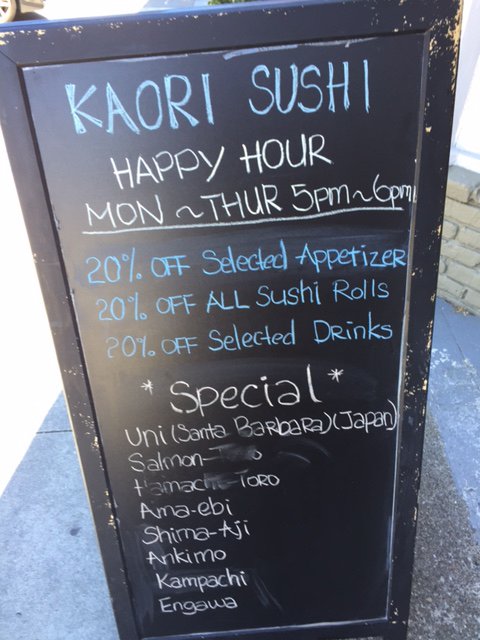 KAORI SUSHI
HAPPY HOUR
MON ~ THUR 5pm~6pm
20% OFF Selected Appetizer
20% OFF ALL Sushi Rolls
20% OFF Selected Drinks
* Special *
Uni (Santa Barbara) (Japan)
Salmon-
Hamachi-TORO
Ama-ebi
Shima-Aji
Ankimo
Kampachi
Engawa